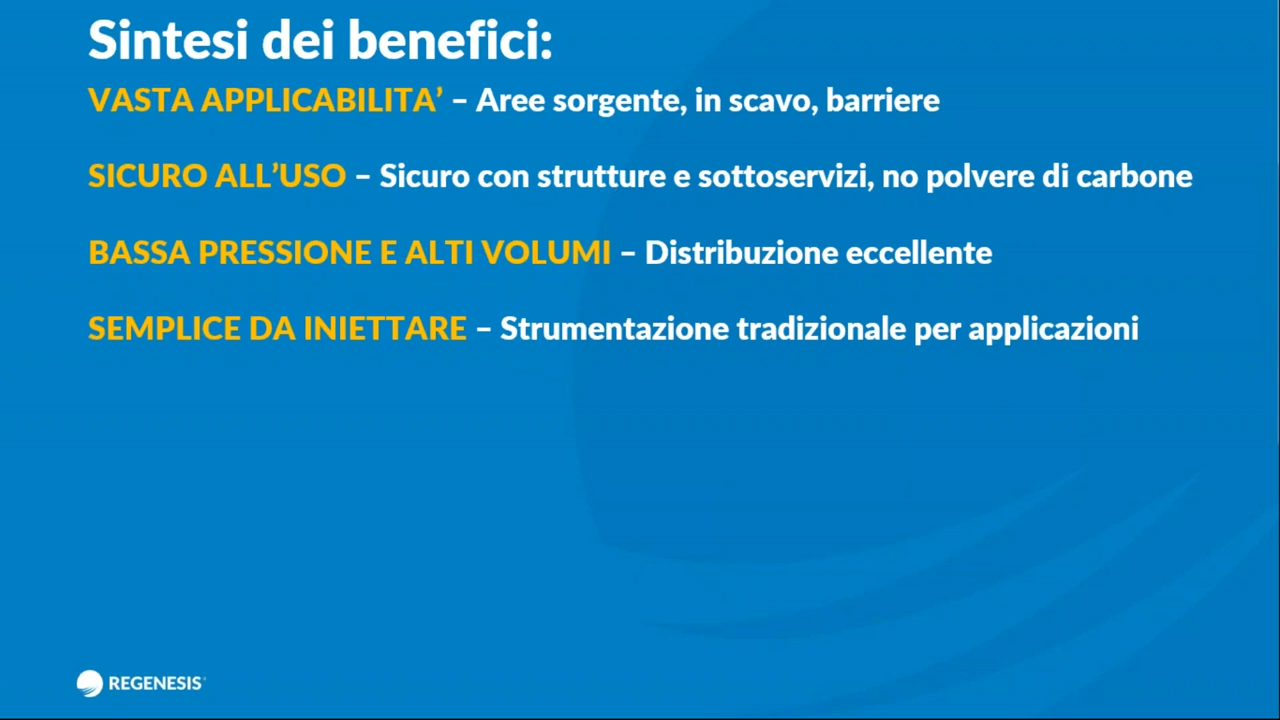 Sintesi dei benefici:
VASTA APPLICABILITA’ – Aree sorgente, in scavo, barriere
SICURO ALL’USO – Sicuro con strutture e sottoservizi, no polvere di carbone
BASSA PRESSIONE E ALTI VOLUMI – Distribuzione eccellente
SEMPLICE DA INIETTARE – Strumentazione tradizionale per applicazioni
REGENESIS